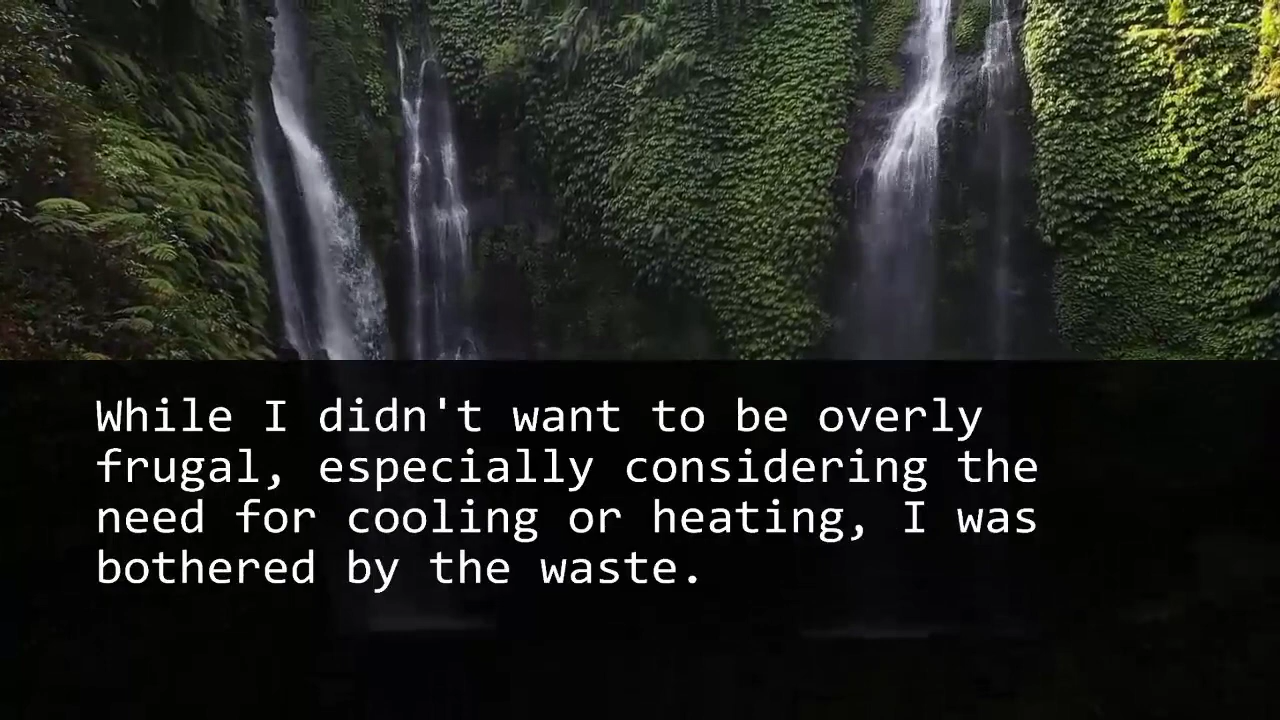 While I didn't want to be overly
frugal, especially considering the
need for cooling or heating, I was
bothered by the waste.